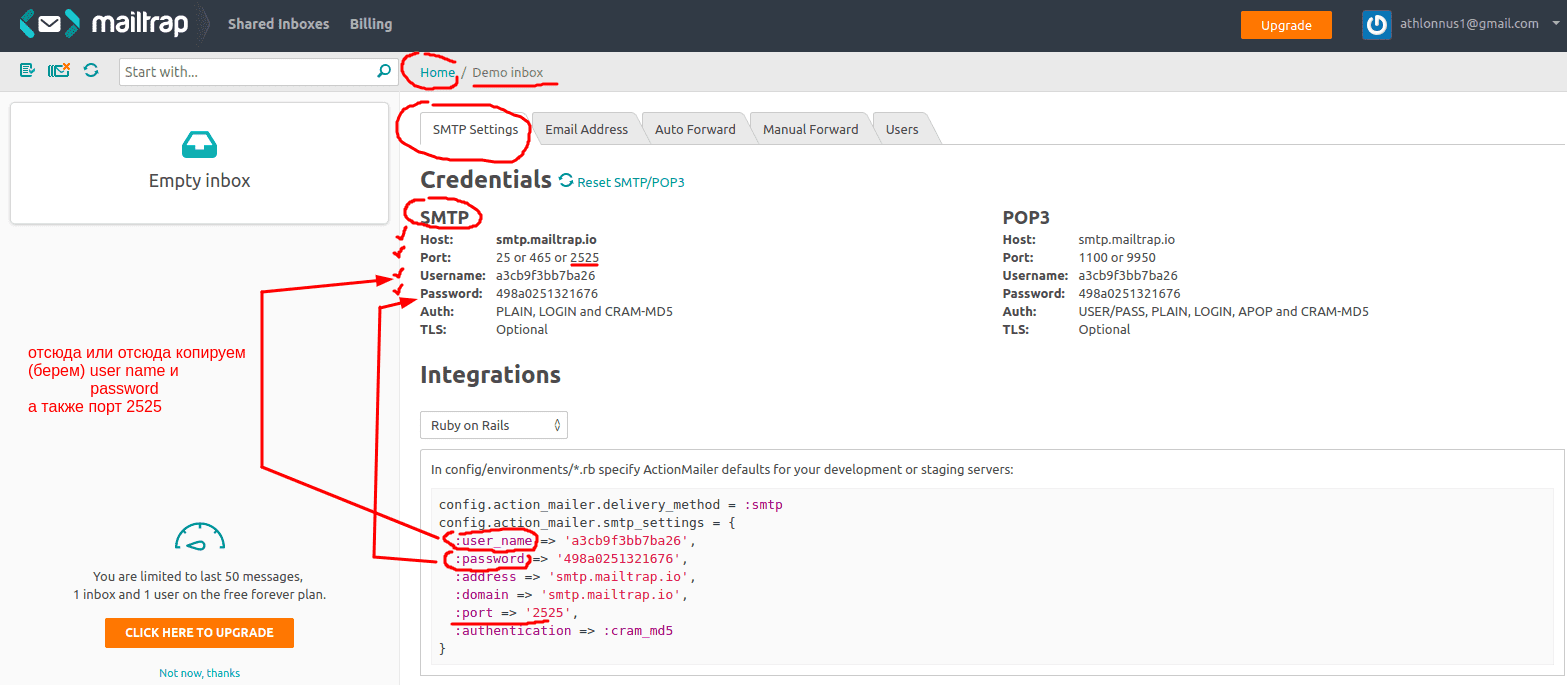 mailtrap Shared Inboxes Billing Upgrade athlonnus1@gmail.com
Start with... Home / Demo inbox
Empty inbox
SMTP Settings Email Address Auto Forward Manual Forward Users
Credentials Reset SMTP/POP3
SMTP
Host: smtp.mailtrap.io
Port: 25 or 465 or 2525
Username: a3cb9f3bb7ba26
Password: 498a0251321676
Auth: PLAIN, LOGIN and CRAM-MD5
TLS: Optional
POP3
Host: smtp.mailtrap.io
Port: 1100 or 9950
Username: a3cb9f3bb7ba26
Password: 498a0251321676
Auth: USER/PASS, PLAIN, LOGIN, APOP and CRAM-MD5
TLS: Optional
отсюда или отсюда копируем
(берем) user name и
password
а также порт 2525
Integrations
Ruby on Rails
In config/environments/*.rb specify ActionMailer defaults for your development or staging servers:
config.action_mailer.delivery_method = :smtp
config.action_mailer.smtp_settings = {
:user_name => 'a3cb9f3bb7ba26',
:password => '498a0251321676',
:address => 'smtp.mailtrap.io',
:domain => 'smtp.mailtrap.io',
:port => '2525',
:authentication => :cram_md5
}
You are limited to last 50 messages,
1 inbox and 1 user on the free forever plan.
CLICK HERE TO UPGRADE
Not now, thanks